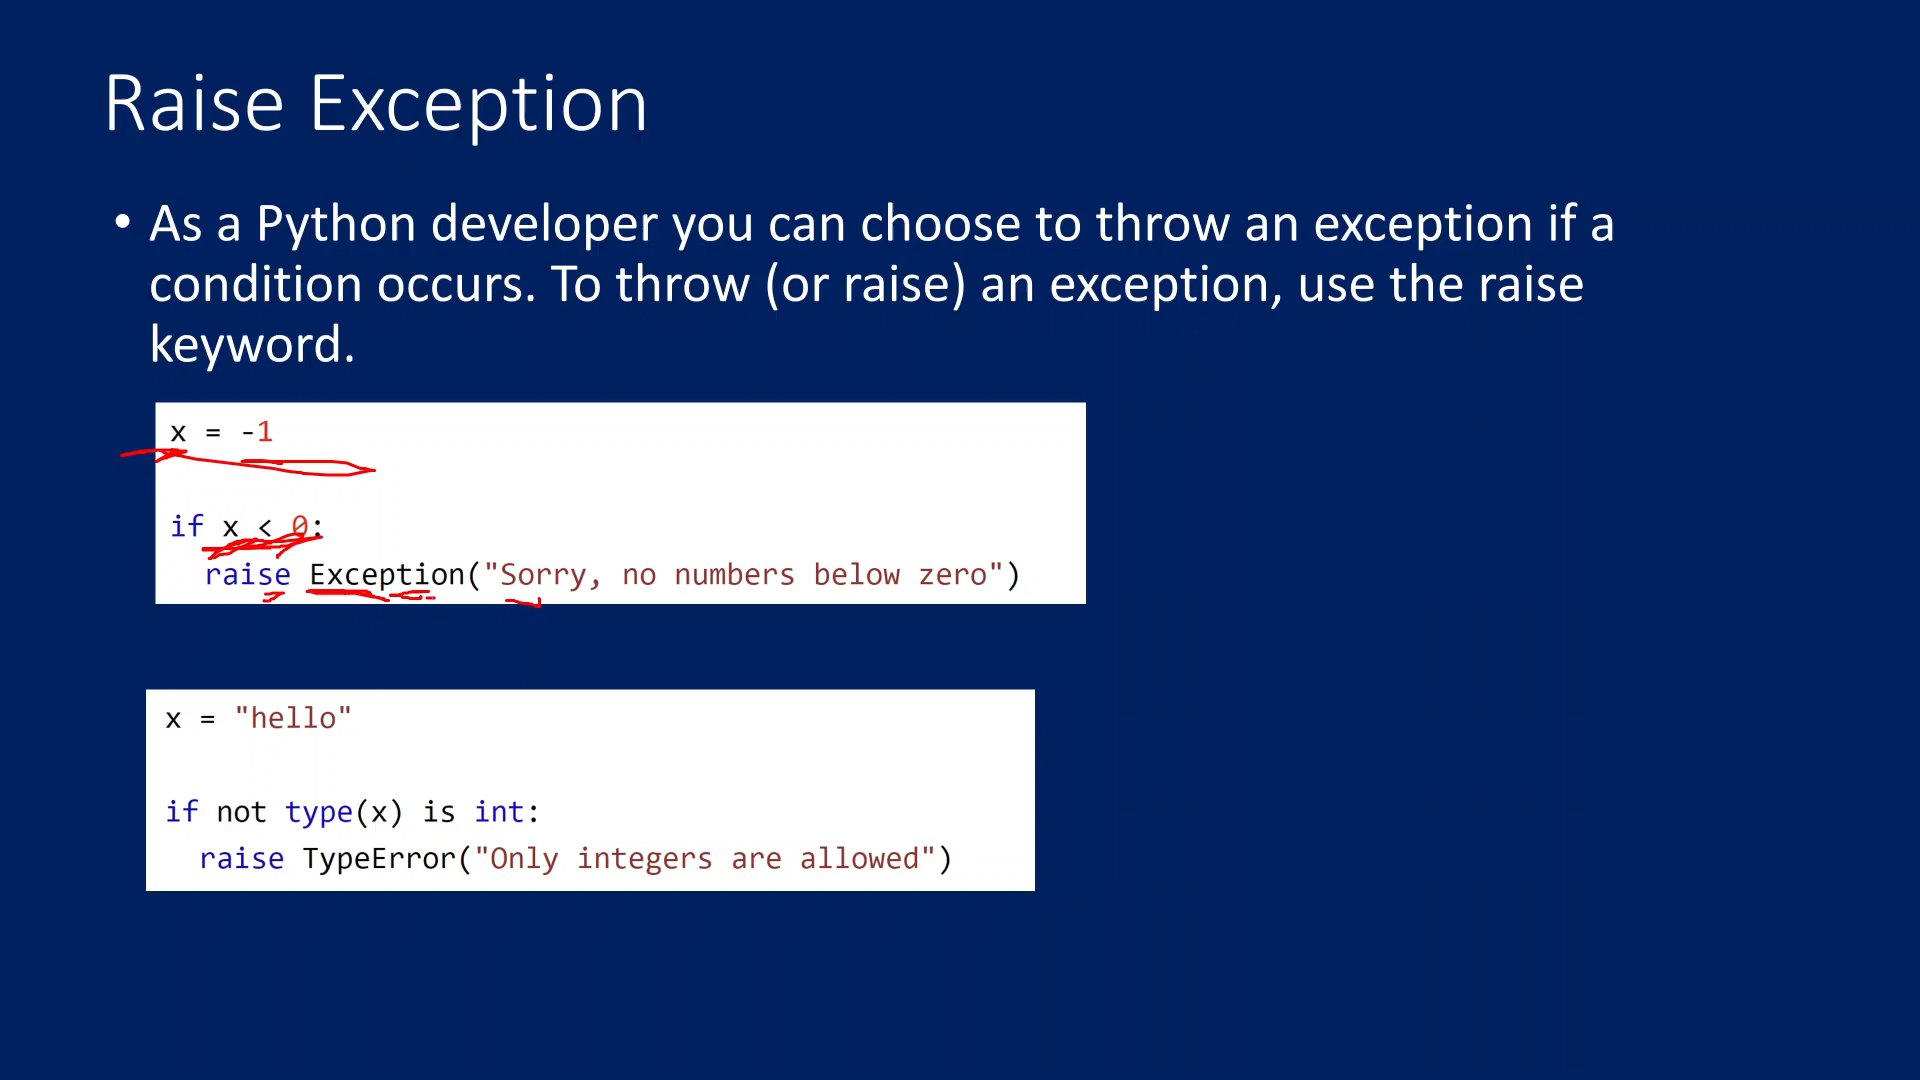 Raise Exception
• As a Python developer you can choose to throw an exception if a
condition occurs. To throw (or raise) an exception, use the raise
keyword.
x = -1
if x < 0:
  raise Exception("Sorry, no numbers below zero")
x = "hello"
if not type(x) is int:
  raise TypeError("Only integers are allowed")